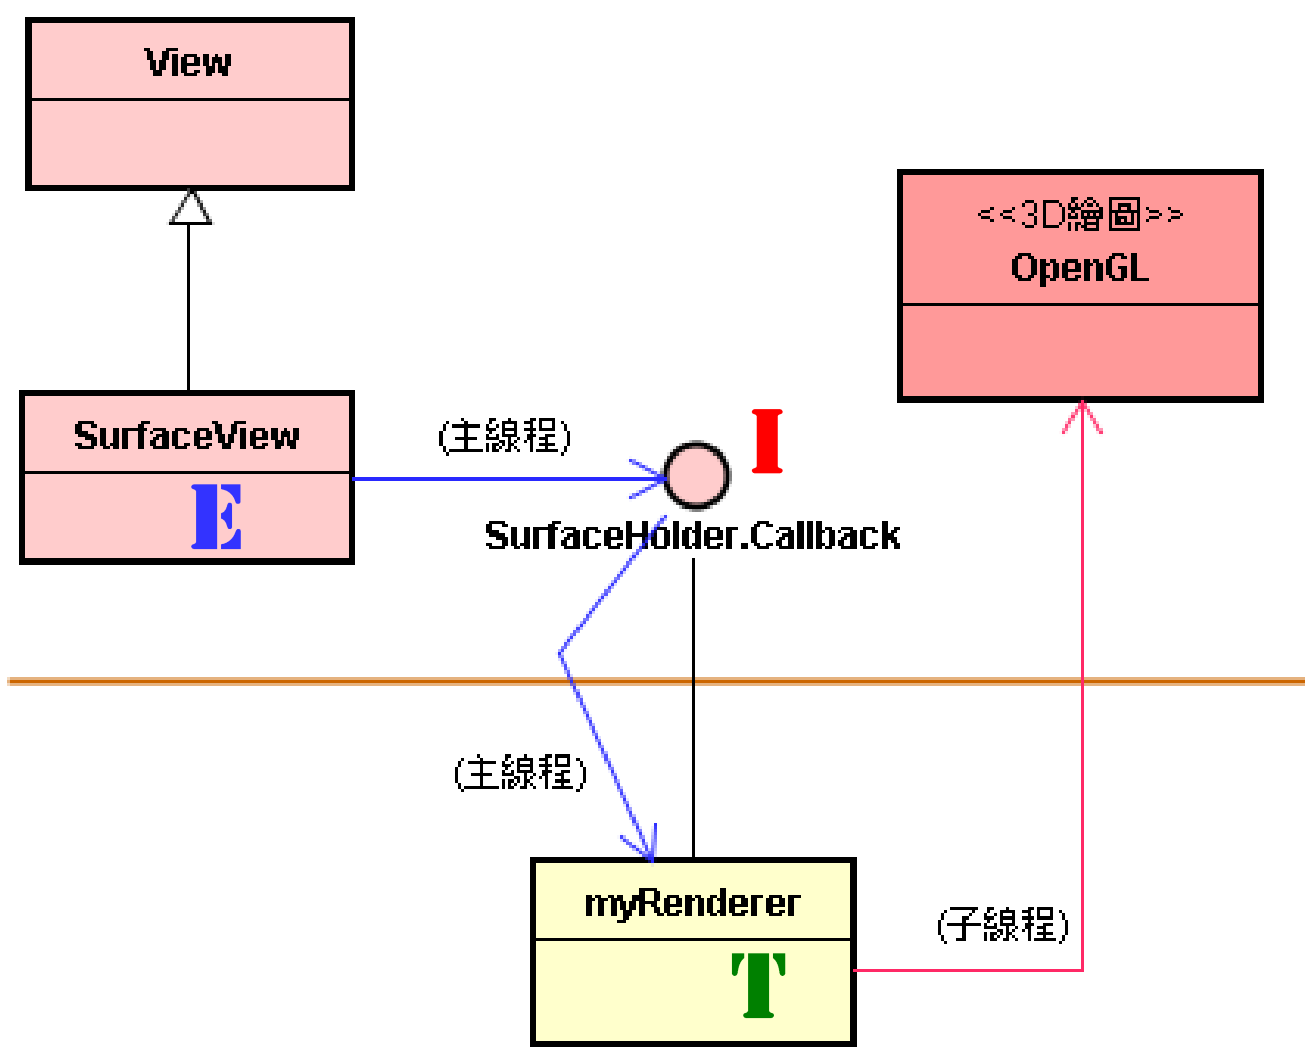 View
<<3D繪圖>>
OpenGL
SurfaceView
E
(主線程)
I
SurfaceHolder.Callback
(主線程)
myRenderer
T
(子線程)